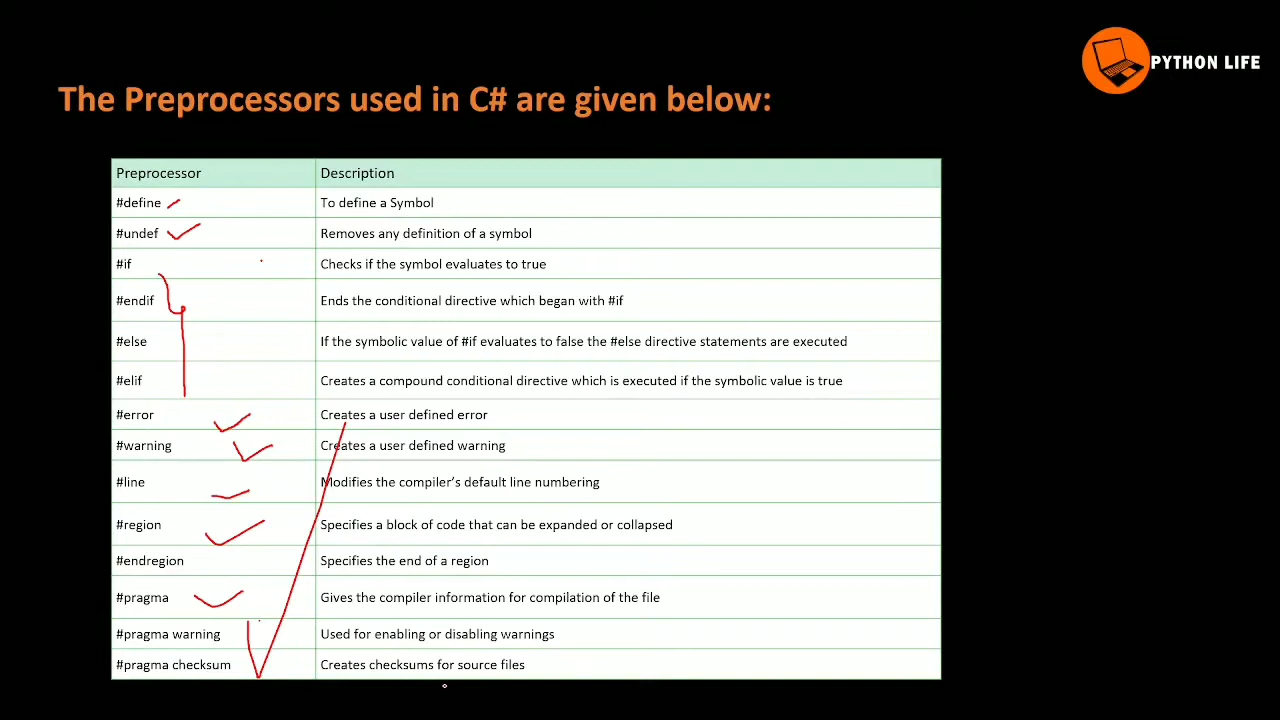 PYTHON LIFE
The Preprocessors used in C# are given below:
Preprocessor Description
#define To define a Symbol
#undef Removes any definition of a symbol
#if Checks if the symbol evaluates to true
#endif Ends the conditional directive which began with #if
#else If the symbolic value of #if evaluates to false the #else directive statements are executed
#elif Creates a compound conditional directive which is executed if the symbolic value is true
#error Creates a user defined error
#warning Creates a user defined warning
#line Modifies the compiler’s default line numbering
#region Specifies a block of code that can be expanded or collapsed
#endregion Specifies the end of a region
#pragma Gives the compiler information for compilation of the file
#pragma warning Used for enabling or disabling warnings
#pragma checksum Creates checksums for source files